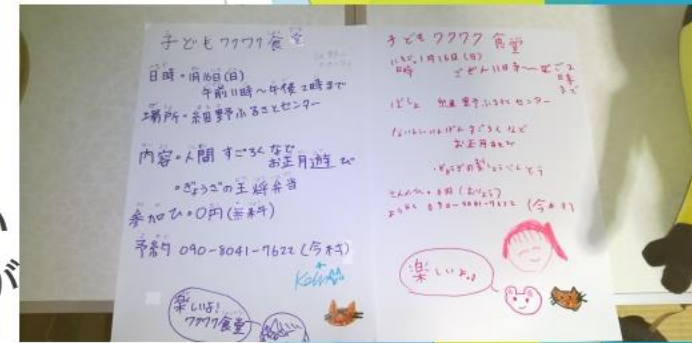 子どもワクワク食堂
日時・1月16日(日)
午前11時〜午後2時まで
場所・細野ふるさとセンター
内容・人間すごろくなど
お正月遊び
・ぎょうざの王将弁当
参加ひ・0円(無料)
予約 090-8041-7622(今村)
楽しいよ!
ワクワク食堂
子どもワクワク食堂
にちじ・1月16日(日)
日時 ごぜん11時〜ごご2
時
まで
ばしょ ふるさとセンター
ないよう にんげんすごろくなど
お正月あそび
・ぎょうざの王しょうべんとう
さんかひ・0円(むりょう)
よやく 090-8041-7622(今村)
楽しいよ。
い
が